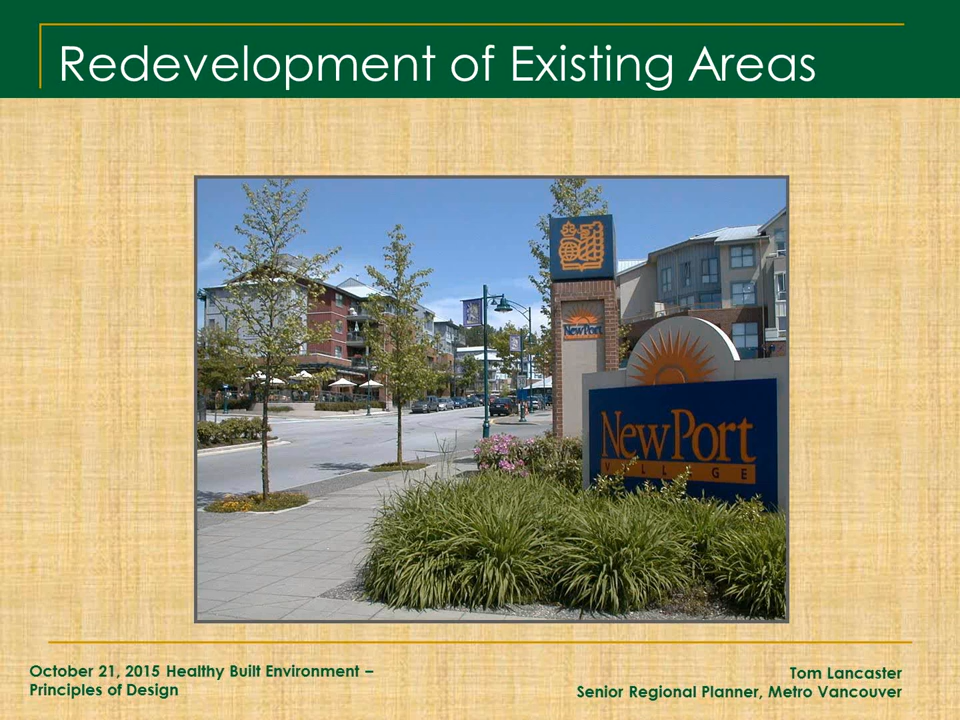 Redevelopment of Existing Areas
NewPort
NewPort
VILLAGE
October 21, 2015 Healthy Built Environment –
Principles of Design
Tom Lancaster
Senior Regional Planner, Metro Vancouver